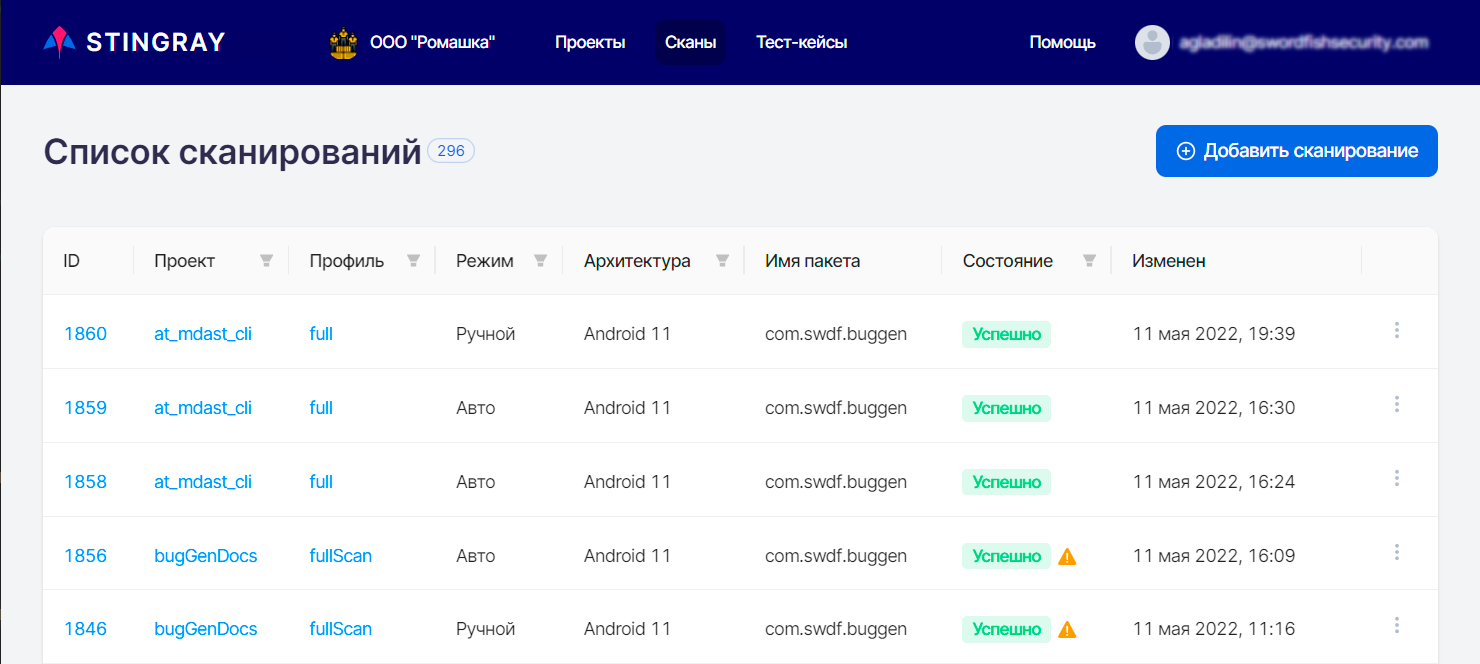 STINGRAY ООО "Ромашка" Проекты Сканы Тест-кейсы Помощь
Список сканирований 296 Добавить сканирование
ID Проект Профиль Режим Архитектура Имя пакета Состояние Изменен
1860 at_mdast_cli full Ручной Android 11 com.swdf.buggen Успешно 11 мая 2022, 19:39
1859 at_mdast_cli full Авто Android 11 com.swdf.buggen Успешно 11 мая 2022, 16:30
1858 at_mdast_cli full Авто Android 11 com.swdf.buggen Успешно 11 мая 2022, 16:24
1856 bugGenDocs fullScan Авто Android 11 com.swdf.buggen Успешно 11 мая 2022, 16:09
1846 bugGenDocs fullScan Ручной Android 11 com.swdf.buggen Успешно 11 мая 2022, 11:16